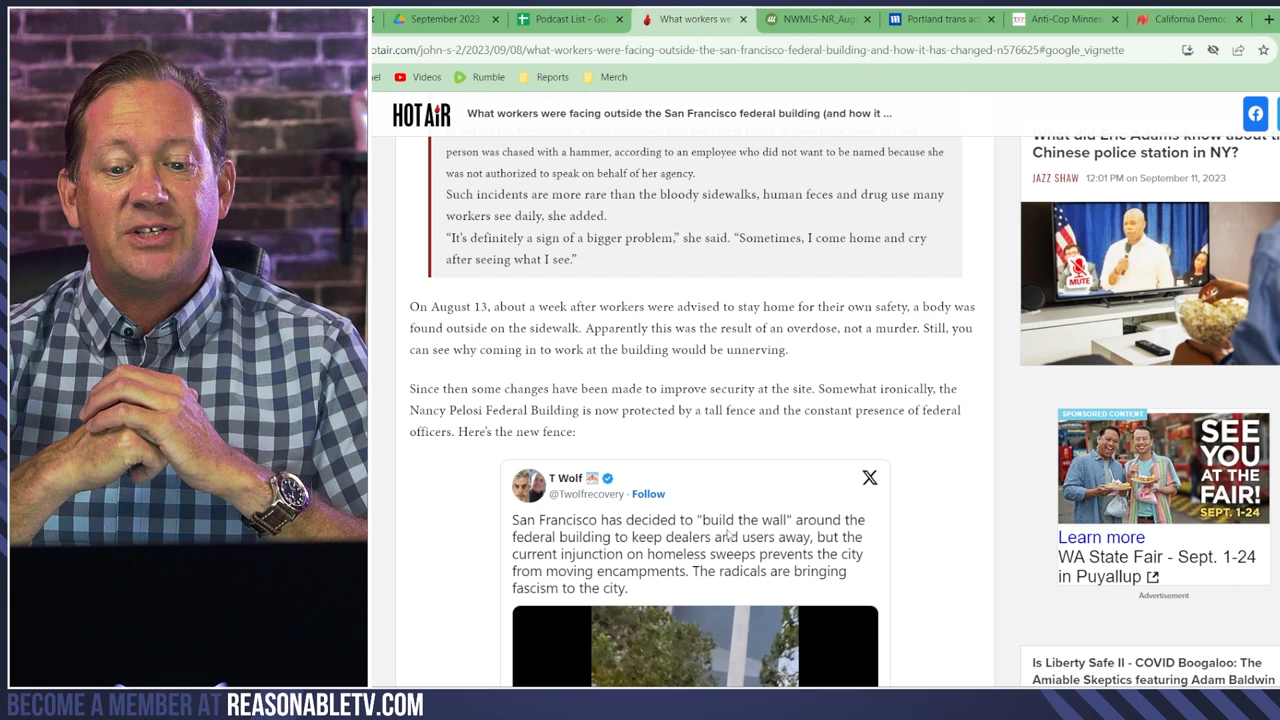 September 2023
Podcast List - Goo
What workers we
NWMLS-NR_Aug
Portland trans ac
Anti-Cop Minnes
California Democ
otair.com/john-s-2/2023/09/08/what-workers-were-facing-outside-the-san-francisco-federal-building-and-how-it-has-changed-n576625#google_vignette
Videos
Rumble
Reports
Merch
HOT AIR
What workers were facing outside the San Francisco federal building (and how it ...
person was chased with a hammer, according to an employee who did not want to be named because she
was not authorized to speak on behalf of her agency.
Such incidents are more rare than the bloody sidewalks, human feces and drug use many
workers see daily, she added.
“It’s definitely a sign of a bigger problem,” she said. “Sometimes, I come home and cry
after seeing what I see.”
On August 13, about a week after workers were advised to stay home for their own safety, a body was
found outside on the sidewalk. Apparently this was the result of an overdose, not a murder. Still, you
can see why coming in to work at the building would be unnerving.
Since then some changes have been made to improve security at the site. Somewhat ironically, the
Nancy Pelosi Federal Building is now protected by a tall fence and the constant presence of federal
officers. Here’s the new fence:
T Wolf
@Twolfrecovery · Follow
San Francisco has decided to "build the wall" around the
federal building to keep dealers and users away, but the
current injunction on homeless sweeps prevents the city
from moving encampments. The radicals are bringing
fascism to the city.
What did Eric Adams know about t
Chinese police station in NY?
JAZZ SHAW 12:01 PM on September 11, 2023
MUTE
SPONSORED CONTENT
SEE
YOU
AT THE
FAIR!
SEPT. 1-24
Learn more
WA State Fair - Sept. 1-24
in Puyallup
Advertisement
Is Liberty Safe II - COVID Boogaloo: The
Amiable Skeptics featuring Adam Baldwin
BECOME A MEMBER AT REASONABLETV.COM